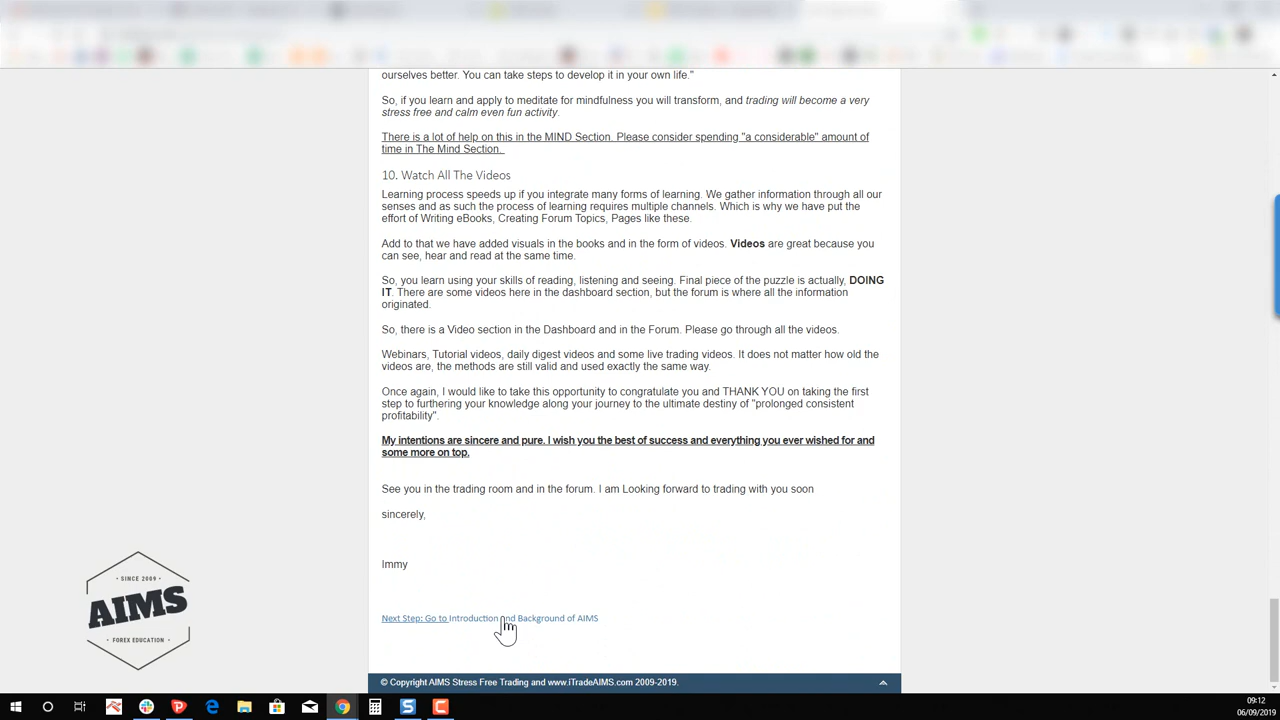 ourselves better. You can take steps to develop it in your own life."
So, if you learn and apply to meditate for mindfulness you will transform, and trading will become a very
stress free and calm even fun activity.
There is a lot of help on this in the MIND Section. Please consider spending "a considerable" amount of
time in The Mind Section.
10. Watch All The Videos
Learning process speeds up if you integrate many forms of learning. We gather information through all our
senses and as such the process of learning requires multiple channels. Which is why we have put the
effort of Writing eBooks, Creating Forum Topics, Pages like these.
Add to that we have added visuals in the books and in the form of videos. Videos are great because you
can see, hear and read at the same time.
So, you learn using your skills of reading, listening and seeing. Final piece of the puzzle is actually, DOING
IT. There are some videos here in the dashboard section, but the forum is where all the information
originated.
So, there is a Video section in the Dashboard and in the Forum. Please go through all the videos.
Webinars, Tutorial videos, daily digest videos and some live trading videos. It does not matter how old the
videos are, the methods are still valid and used exactly the same way.
Once again, I would like to take this opportunity to congratulate you and THANK YOU on taking the first
step to furthering your knowledge along your journey to the ultimate destiny of "prolonged consistent
profitability".
My intentions are sincere and pure. I wish you the best of success and everything you ever wished for and
some more on top.
See you in the trading room and in the forum. I am Looking forward to trading with you soon
sincerely,
Immy
Next Step: Go to Introduction and Background of AIMS
© Copyright AIMS Stress Free Trading and www.iTradeAIMS.com 2009-2019.
• SINCE 2009 •
AIMS
• FOREX EDUCATION •
09:12
06/09/2019